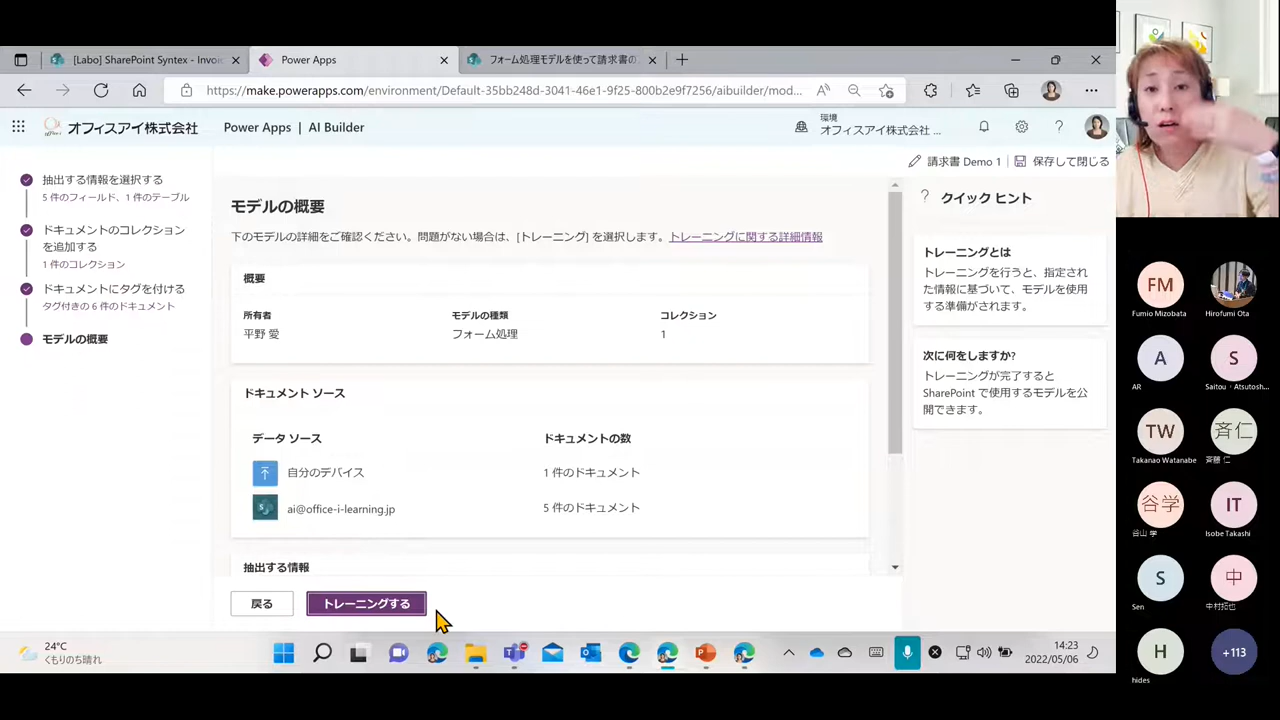 [Labo] SharePoint Syntex - Invoi
Power Apps
フォーム処理モデルを使って請求書の
https://make.powerapps.com/environment/Default-35bb248d-3041-46e1-9f25-800b2e9f7256/aibuilder/mod...
オフィスアイ株式会社
Power Apps | AI Builder
環境
オフィスアイ株式会社 ...
請求書 Demo 1
保存して閉じる
抽出する情報を選択する
5 件のフィールド、1 件のテーブル
ドキュメントのコレクション
を追加する
1 件のコレクション
ドキュメントにタグを付ける
タグ付きの 6 件のドキュメント
モデルの概要
モデルの概要
下のモデルの詳細をご確認ください。問題がない場合は、[トレーニング] を選択します。 トレーニングに関する詳細情報
概要
所有者
モデルの種類
コレクション
平野 愛
フォーム処理
1
ドキュメント ソース
データ ソース
ドキュメントの数
自分のデバイス
1 件のドキュメント
ai@office-i-learning.jp
5 件のドキュメント
抽出する情報
戻る
トレーニングする
クイック ヒント
トレーニングとは
トレーニングを行うと、指定され
た情報に基づいて、モデルを使用
する準備がされます。
次に何をしますか?
トレーニングが完了すると
SharePoint で使用するモデルを公
開できます。
24°C
くもりのち晴れ
14:23
2022/05/06
FM
Fumio Mizobata
Hirofumi Ota
A
AR
S
Saitou・Atsutosh...
TW
Takanao Watanabe
斉仁
斉藤 仁
谷学
谷山 学
IT
Isobe Takashi
S
Sen
中
中村拓也
H
hides
+113